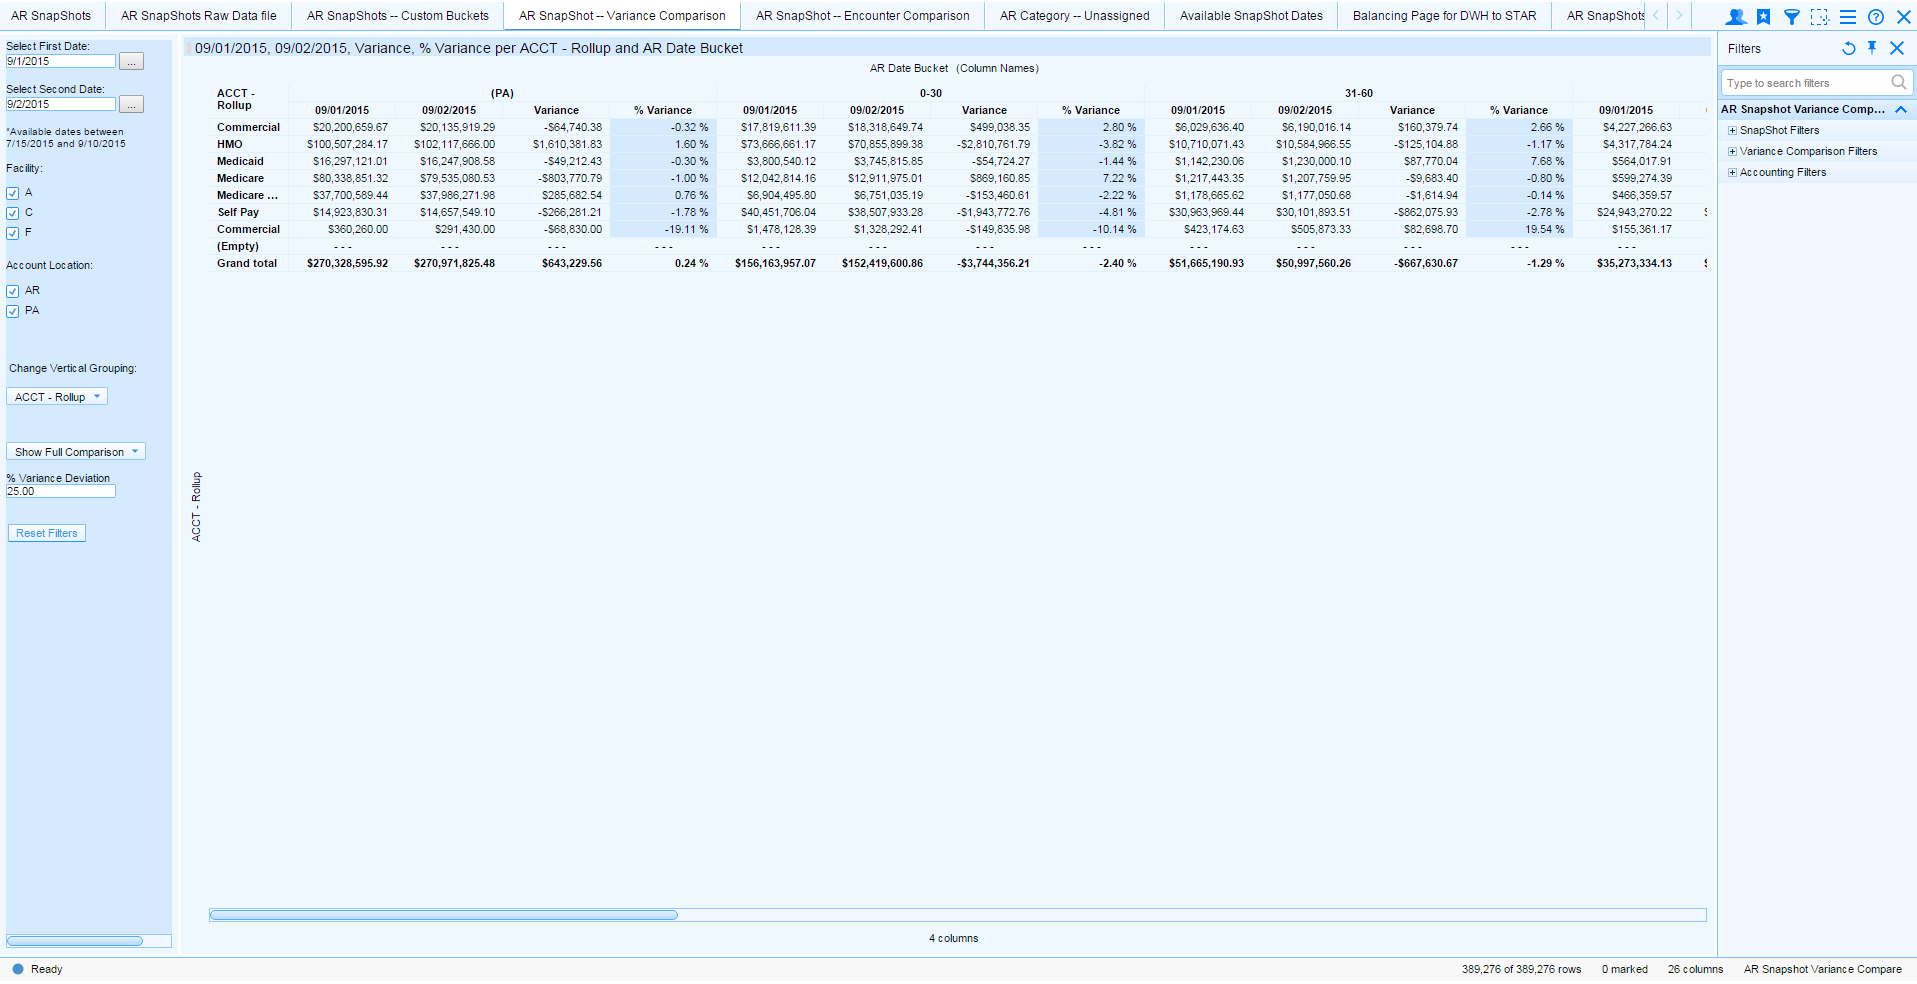 AR SnapShots
AR SnapShots Raw Data file
AR SnapShots -- Custom Buckets
AR SnapShot -- Variance Comparison
AR SnapShot -- Encounter Comparison
AR Category -- Unassigned
Available SnapShot Dates
Balancing Page for DWH to STAR
AR SnapShots
Select First Date:
9/1/2015 ...
Select Second Date:
9/2/2015 ...
*Available dates between
7/15/2015 and 9/10/2015
Facility:
A
C
F
Account Location:
AR
PA
Change Vertical Grouping:
ACCT - Rollup
Show Full Comparison
% Variance Deviation
25.00
Reset Filters
09/01/2015, 09/02/2015, Variance, % Variance per ACCT - Rollup and AR Date Bucket
AR Date Bucket (Column Names)
ACCT - Rollup
(PA) 0-30 31-60
09/01/2015 09/02/2015 Variance % Variance 09/01/2015 09/02/2015 Variance % Variance 09/01/2015 09/02/2015 Variance % Variance 09/01/2015
Commercial $20,200,659.67 $20,135,919.29 -$64,740.38 -0.32 % $17,819,611.39 $18,318,649.74 $499,038.35 2.80 % $6,029,636.40 $6,190,016.14 $160,379.74 2.66 % $4,227,266.63
HMO $100,507,284.17 $102,117,666.00 $1,610,381.83 1.60 % $73,666,661.17 $70,855,899.38 -$2,810,761.79 -3.82 % $10,710,071.43 $10,584,966.55 -$125,104.88 -1.17 % $4,317,784.24
Medicaid $16,297,121.01 $16,247,908.58 -$49,212.43 -0.30 % $3,800,540.12 $3,745,815.85 -$54,724.27 -1.44 % $1,142,230.06 $1,230,000.10 $87,770.04 7.68 % $564,017.91
Medicare $80,338,851.32 $79,535,080.53 -$803,770.79 -1.00 % $12,042,814.16 $12,911,975.01 $869,160.85 7.22 % $1,217,443.35 $1,207,759.95 -$9,683.40 -0.80 % $599,274.39
Medicare ... $37,700,589.44 $37,986,271.98 $285,682.54 0.76 % $6,904,495.80 $6,751,035.19 -$153,460.61 -2.22 % $1,178,665.62 $1,177,050.68 -$1,614.94 -0.14 % $466,359.57
Self Pay $14,923,830.31 $14,657,549.10 -$266,281.21 -1.78 % $40,451,706.04 $38,507,933.28 -$1,943,772.76 -4.81 % $30,963,969.44 $30,101,893.51 -$862,075.93 -2.78 % $24,943,270.22 $
Commercial $360,260.00 $291,430.00 -$68,830.00 -19.11 % $1,478,128.39 $1,328,292.41 -$149,835.98 -10.14 % $423,174.63 $505,873.33 $82,698.70 19.54 % $155,361.17
(Empty) --- --- --- --- --- --- --- --- --- --- --- --- ---
Grand total $270,328,595.92 $270,971,825.48 $643,229.56 0.24 % $156,163,957.07 $152,419,600.86 -$3,744,356.21 -2.40 % $51,665,190.93 $50,997,560.26 -$667,630.67 -1.29 % $35,273,334.13 $
ACCT - Rollup
4 columns
Filters
Type to search filters
AR Snapshot Variance Comp...
SnapShot Filters
Variance Comparison Filters
Accounting Filters
Ready
389,276 of 389,276 rows 0 marked 26 columns AR Snapshot Variance Compare